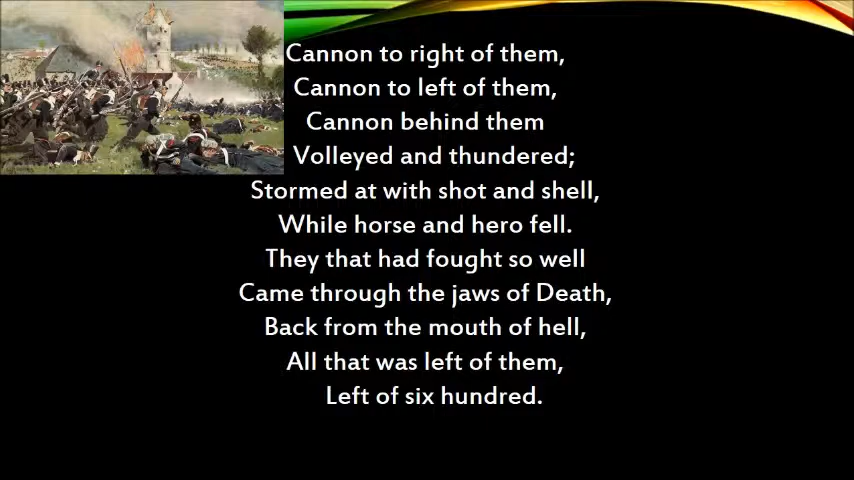 Cannon to right of them,
Cannon to left of them,
Cannon behind them
Volleyed and thundered;
Stormed at with shot and shell,
While horse and hero fell.
They that had fought so well
Came through the jaws of Death,
Back from the mouth of hell,
All that was left of them,
Left of six hundred.